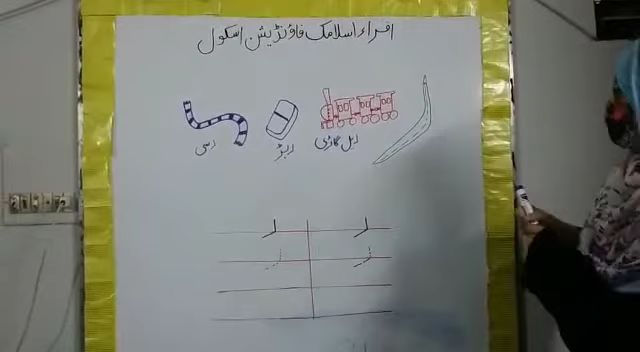 اقراء اسلامک فاؤنڈیشن اسکول
ریل گاڑی
ربڑ
رسی